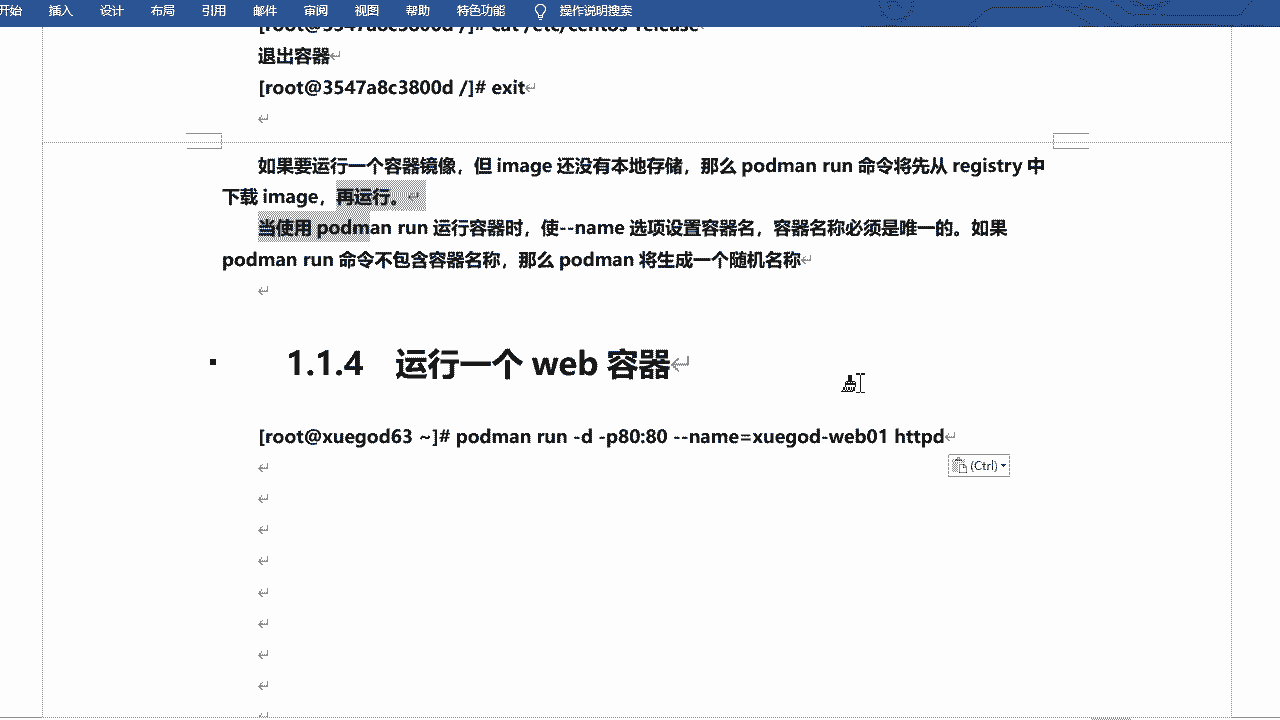 开始 插入 设计 布局 引用 邮件 审阅 视图 帮助 特色功能 操作说明搜索
[root@3547a8c3800d /]# cat /etc/centos-release
退出容器
[root@3547a8c3800d /]# exit
如果要运行一个容器镜像，但 image 还没有本地存储，那么 podman run 命令将先从 registry 中
下载 image，再运行。
当使用 podman run 运行容器时，使--name 选项设置容器名，容器名称必须是唯一的。如果
podman run 命令不包含容器名称，那么 podman 将生成一个随机名称
1.1.4 运行一个 web 容器
[root@xuegod63 ~]# podman run -d -p80:80 --name=xuegod-web01 httpd
(Ctrl)